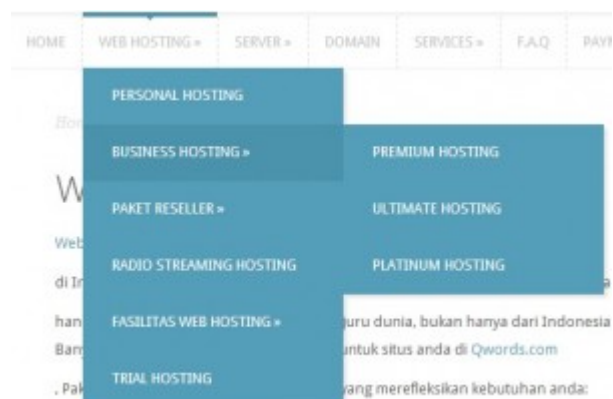 HOME WEB HOSTING » SERVER » DOMAIN SERVICES » F.A.Q
PERSONAL HOSTING
BUSINESS HOSTING » PREMIUM HOSTING
PAKET RESELLER » ULTIMATE HOSTING
RADIO STREAMING HOSTING PLATINUM HOSTING
di
han FASILITAS WEB HOSTING » guru dunia, bukan hanya dari Indonesia
untuk situs anda di Qwords.com
TRIAL HOSTING
. Pak yang merefleksikan kebutuhan anda: